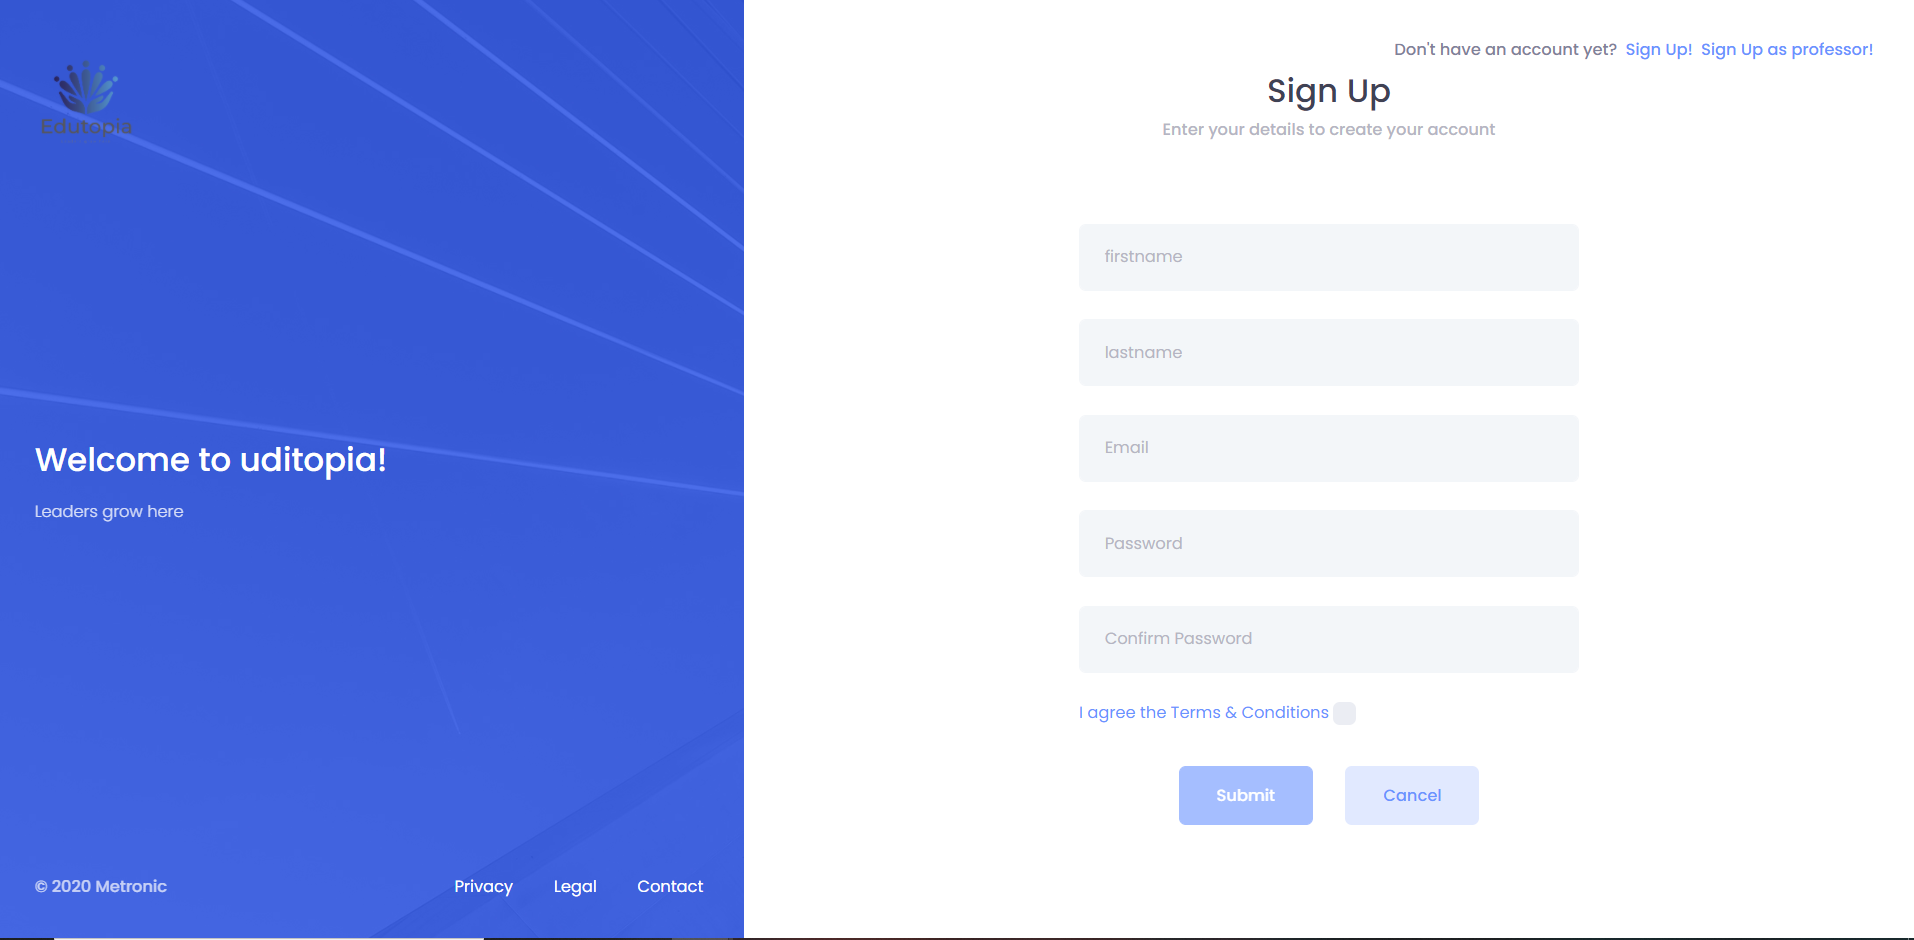 Edutopia
Welcome to uditopia!
Leaders grow here
© 2020 Metronic
Privacy Legal Contact
Don't have an account yet? Sign Up! Sign Up as professor!
Sign Up
Enter your details to create your account
firstname
lastname
Email
Password
Confirm Password
I agree the Terms & Conditions
Submit Cancel